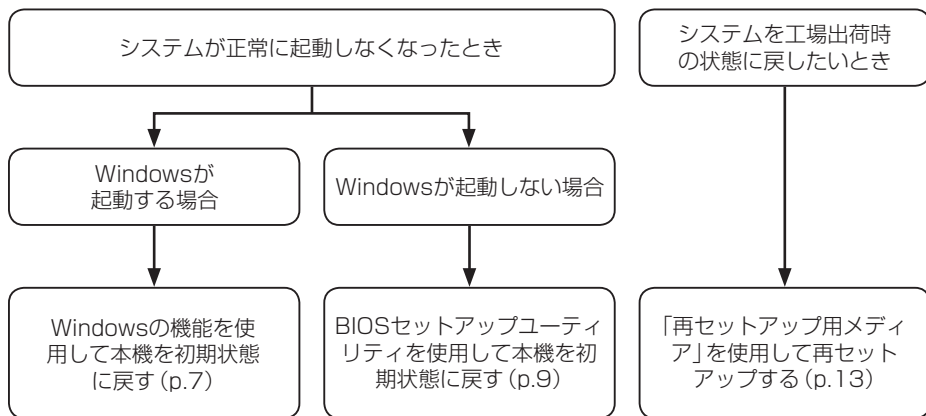 システムが正常に起動しなくなったとき
システムを工場出荷時
の状態に戻したいとき
Windowsが
起動する場合
Windowsが起動しない場合
Windowsの機能を使
用して本機を初期状態
に戻す（p.7）
BIOSセットアップユーティ
リティを使用して本機を初
期状態に戻す（p.9）
「再セットアップ用メディ
ア」を使用して再セット
アップする（p.13）